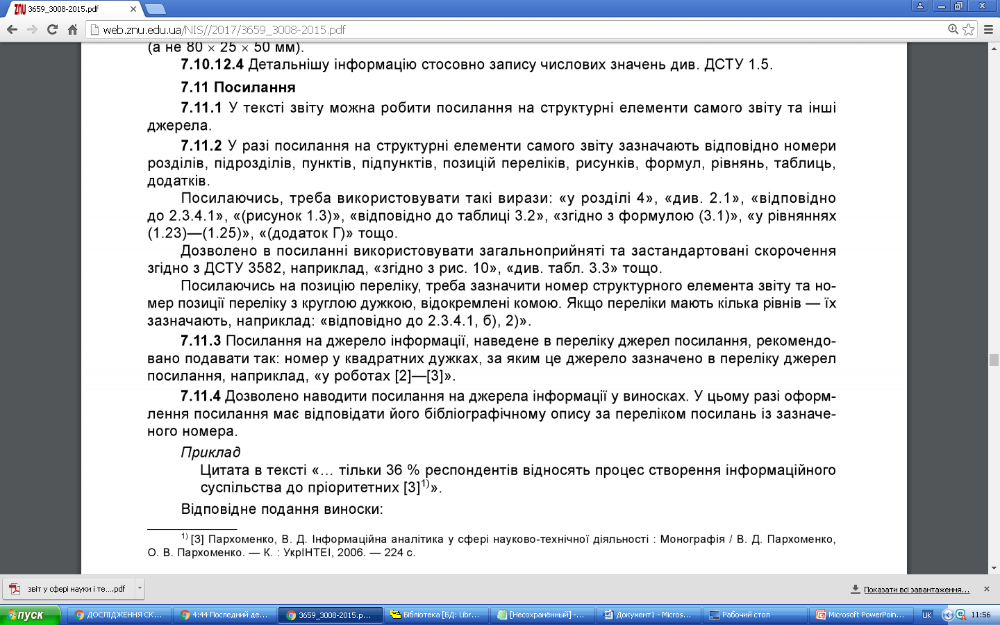 3659_3008-2015.pdf
web.znu.edu.ua/NIS//2017/3659_3008-2015.pdf
(а не 80 × 25 × 50 мм).
7.10.12.4 Детальнішу інформацію стосовно запису числових значень див. ДСТУ 1.5.
7.11 Посилання
7.11.1 У тексті звіту можна робити посилання на структурні елементи самого звіту та інші
джерела.
7.11.2 У разі посилання на структурні елементи самого звіту зазначають відповідно номери
розділів, підрозділів, пунктів, підпунктів, позицій переліків, рисунків, формул, рівнянь, таблиць,
додатків.
Посилаючись, треба використовувати такі вирази: «у розділі 4», «див. 2.1», «відповідно
до 2.3.4.1», «(рисунок 1.3)», «відповідно до таблиці 3.2», «згідно з формулою (3.1)», «у рівняннях
(1.23)—(1.25)», «(додаток Г)» тощо.
Дозволено в посиланні використовувати загальноприйняті та застандартовані скорочення
згідно з ДСТУ 3582, наприклад, «згідно з рис. 10», «див. табл. 3.3» тощо.
Посилаючись на позицію переліку, треба зазначити номер структурного елемента звіту та но-
мер позиції переліку з круглою дужкою, відокремлені комою. Якщо переліки мають кілька рівнів — їх
зазначають, наприклад: «відповідно до 2.3.4.1, б), 2)».
7.11.3 Посилання на джерело інформації, наведене в переліку джерел посилання, рекомендо-
вано подавати так: номер у квадратних дужках, за яким це джерело зазначено в переліку джерел
посилання, наприклад, «у роботах [2]—[3]».
7.11.4 Дозволено наводити посилання на джерела інформації у виносках. У цьому разі оформ-
лення посилання має відповідати його бібліографічному опису за переліком посилань із зазначе-
ного номера.
Приклад
Цитата в тексті «… тільки 36 % респондентів відносять процес створення інформаційного
суспільства до пріоритетних [3]1)».
Відповідне подання виноски:
1) [3] Пархоменко, В. Д. Інформаційна аналітика у сфері науково-технічної діяльності : Монографія / В. Д. Пархоменко,
О. В. Пархоменко. — К. : УкрІНТЕІ, 2006. — 224 с.
звіт у сфері науки і те....pdf
Показати всі завантаження...
пуск
ДОСЛІДЖЕННЯ СК...
4:44 Последний де...
3659_3008-2015.p...
Бібліотека [БД: Libr...
[Несохранённый] -...
Документ1 - Micros...
Рабочий стол
Microsoft PowerPoin...
UK
11:56